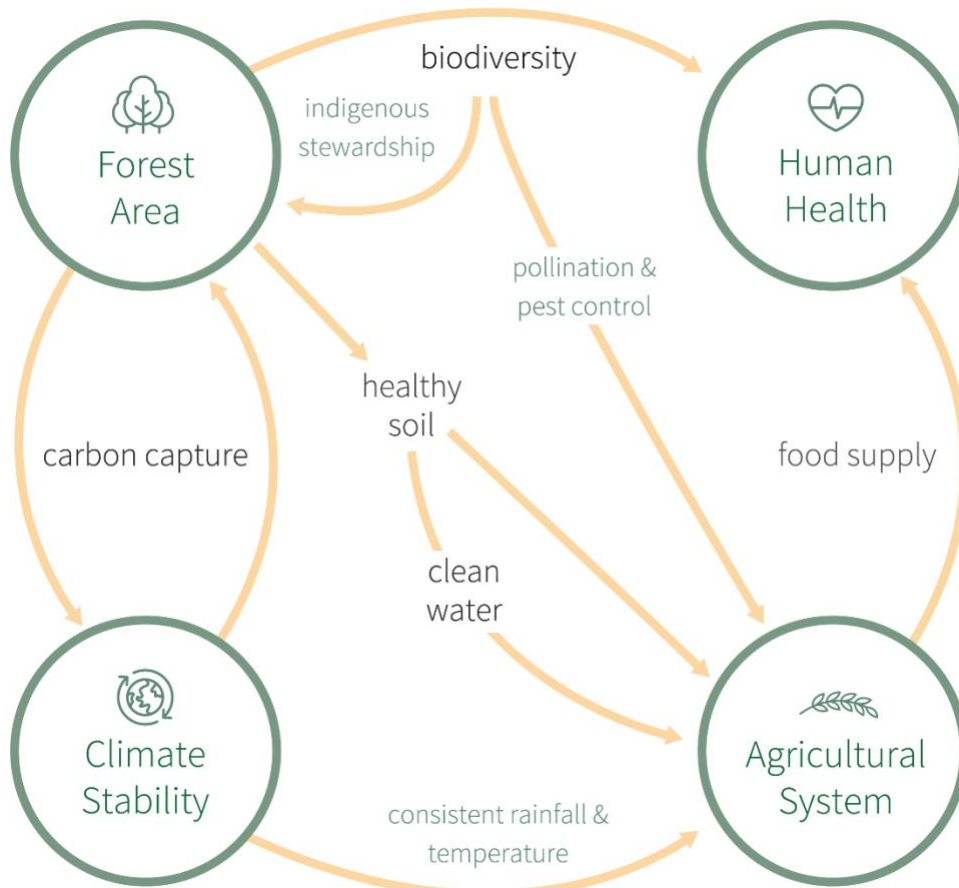 biodiversity
indigenous
stewardship
Forest
Area
Human
Health
pollination &
pest control
healthy
soil
carbon capture
food supply
clean
water
Climate
Stability
Agricultural
System
consistent rainfall &
temperature